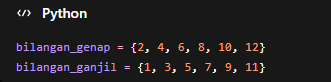 </> Python
bilangan_genap = {2, 4, 6, 8, 10, 12}
bilangan_ganjil = {1, 3, 5, 7, 9, 11}